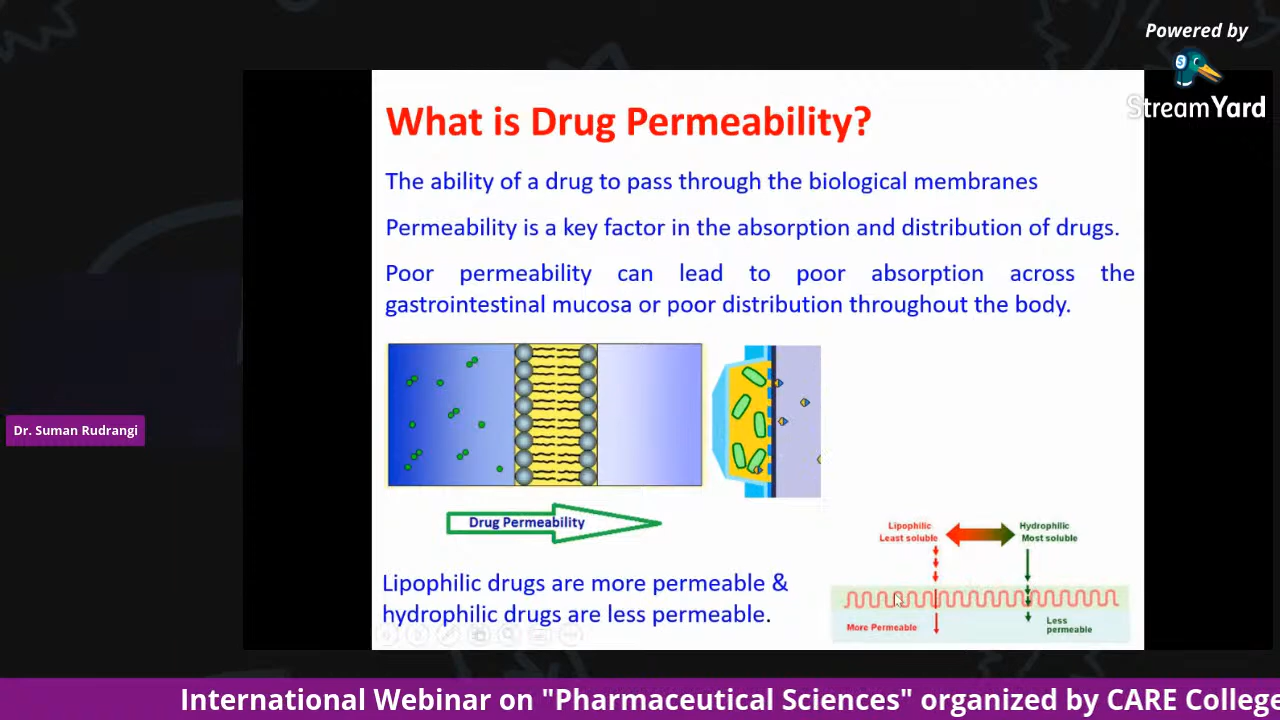 Powered by
S
StreamYard
What is Drug Permeability?
The ability of a drug to pass through the biological membranes
Permeability is a key factor in the absorption and distribution of drugs.
Poor permeability can lead to poor absorption across the
gastrointestinal mucosa or poor distribution throughout the body.
Dr. Suman Rudrangi
Drug Permeability
Lipophilic
Least soluble
Hydrophilic
Most soluble
Lipophilic drugs are more permeable &
hydrophilic drugs are less permeable.
More Permeable
Less
permeable
International Webinar on "Pharmaceutical Sciences" organized by CARE College